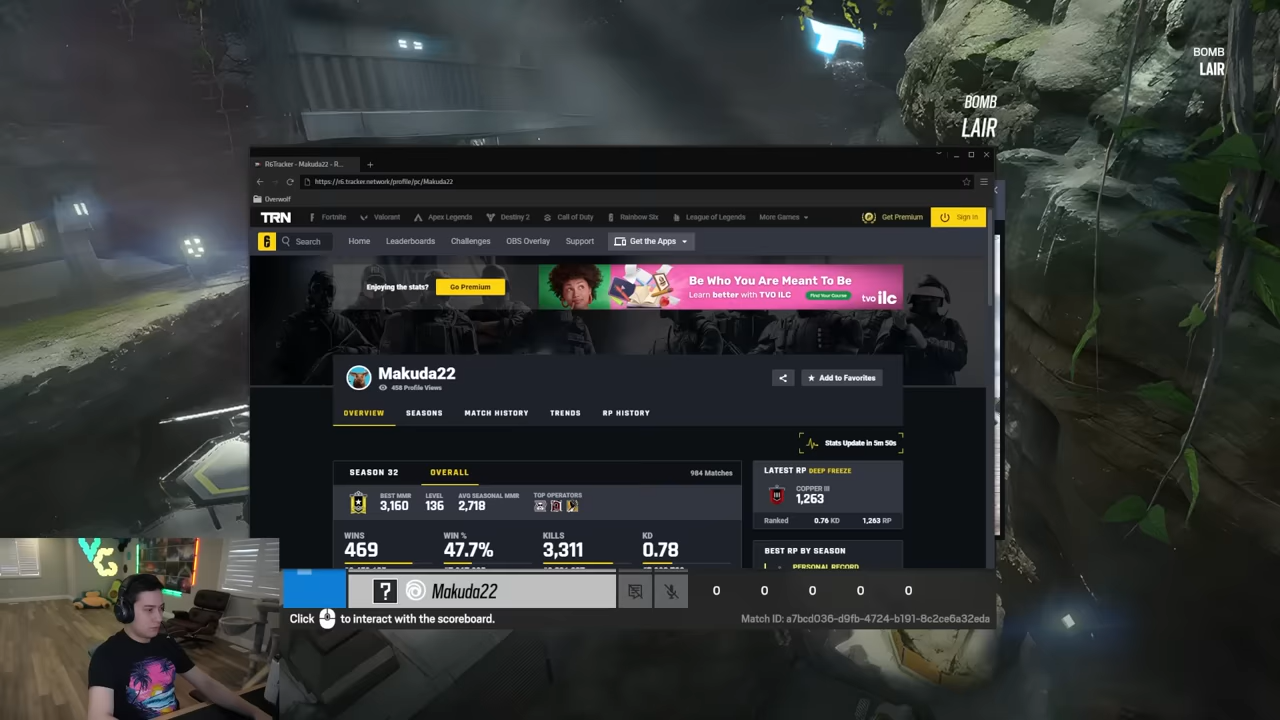 BOMB
LAIR
BOMB
LAIR
R6Tracker - Makuda22 - R...
https://r6.tracker.network/profile/pc/Makuda22
Overwolf
TRN Fortnite Valorant Apex Legends Destiny 2 Call of Duty Rainbow Six League of Legends More Games Get Premium Sign In
6 Search Home Leaderboards Challenges OBS Overlay Support Get the Apps
Enjoying the stats? Go Premium
Be Who You Are Meant To Be
Learn better with TVO ILC Find Your Course tvo ilc
Makuda22
458 Profile Views
Add to Favorites
OVERVIEW SEASONS MATCH HISTORY TRENDS RP HISTORY
Stats Update in 5m 50s
SEASON 32 OVERALL 984 Matches
BEST MMR LEVEL AVG SEASONAL MMR TOP OPERATORS
3,160 136 2,718
WINS WIN % KILLS KD
469 47.7% 3,311 0.78
LATEST RP DEEP FREEZE
COPPER III
1,263
Ranked 0.76 KD 1,263 RP
BEST RP BY SEASON
PERSONAL RECORD
VG
? Makuda22 0 0 0 0 0
Click to interact with the scoreboard.
Match ID: a7bcd036-d9fb-4724-b191-8c2ce6a32eda